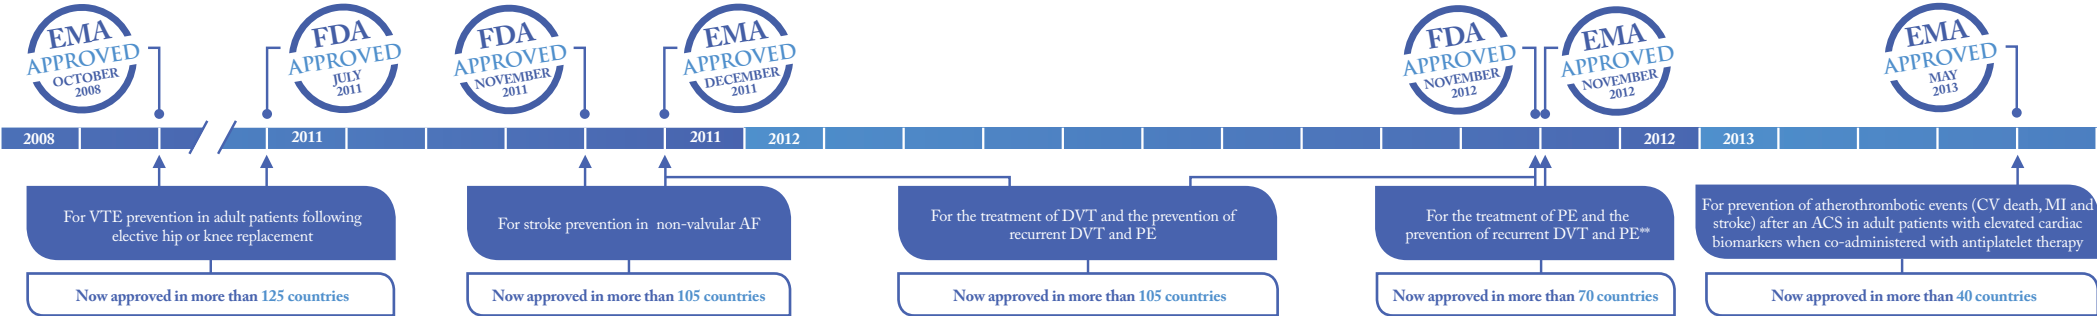 EMA
APPROVED
OCTOBER
2008
FDA
APPROVED
JULY
2011
FDA
APPROVED
NOVEMBER
2011
EMA
APPROVED
DECEMBER
2011
FDA
APPROVED
NOVEMBER
2012
EMA
APPROVED
NOVEMBER
2012
EMA
APPROVED
MAY
2013
2008
2011
2011
2012
2012
2013
For VTE prevention in adult patients following
elective hip or knee replacement
For stroke prevention in non-valvular AF
For the treatment of DVT and the prevention of
recurrent DVT and PE
For the treatment of PE and the
prevention of recurrent DVT and PE**
For prevention of atherothrombotic events (CV death, MI and
stroke) after an ACS in adult patients with elevated cardiac
biomarkers when co-administered with antiplatelet therapy
Now approved in more than 125 countries
Now approved in more than 105 countries
Now approved in more than 105 countries
Now approved in more than 70 countries
Now approved in more than 40 countries